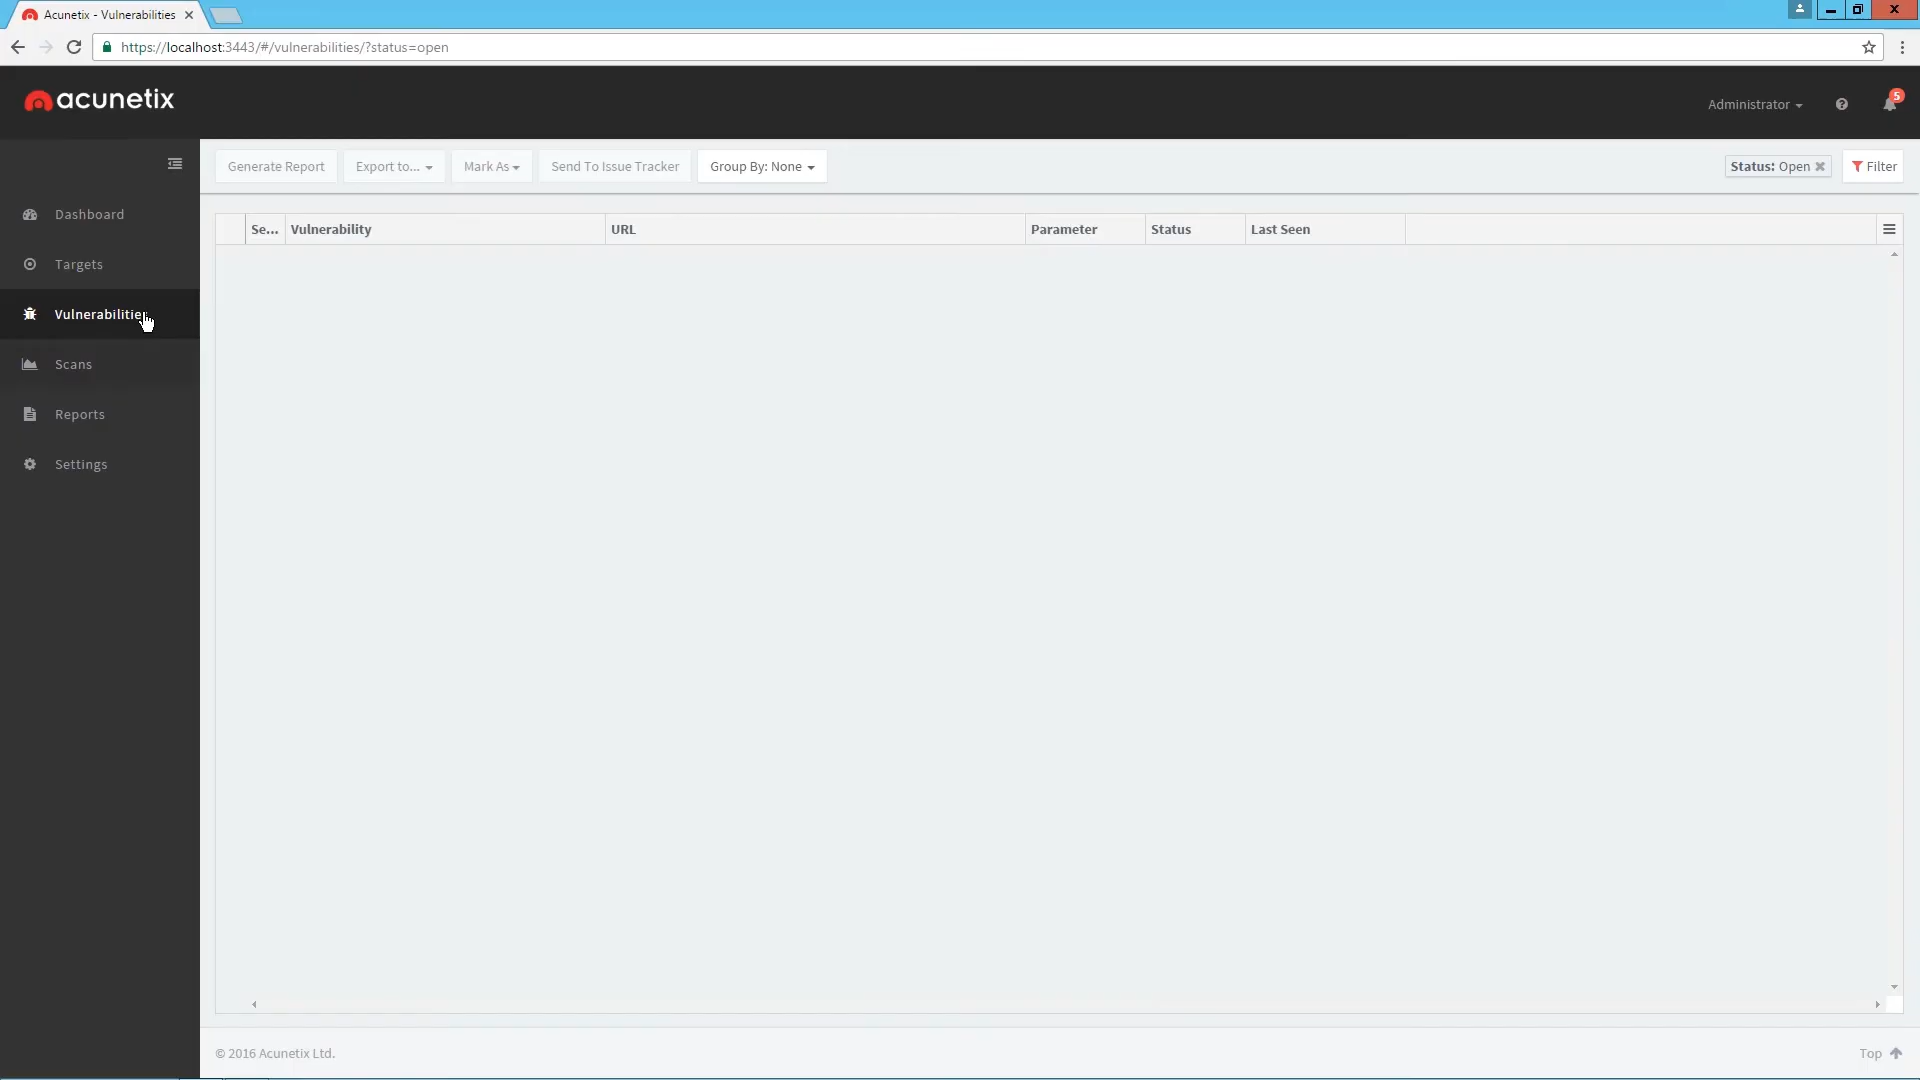 Acunetix - Vulnerabilities
https://localhost:3443/#/vulnerabilities/?status=open
acunetix
Administrator
5
Generate Report Export to... Mark As Send To Issue Tracker Group By: None Status: Open Filter
Dashboard
Targets
Vulnerabilities
Scans
Reports
Settings
Se... Vulnerability URL Parameter Status Last Seen
© 2016 Acunetix Ltd.
Top